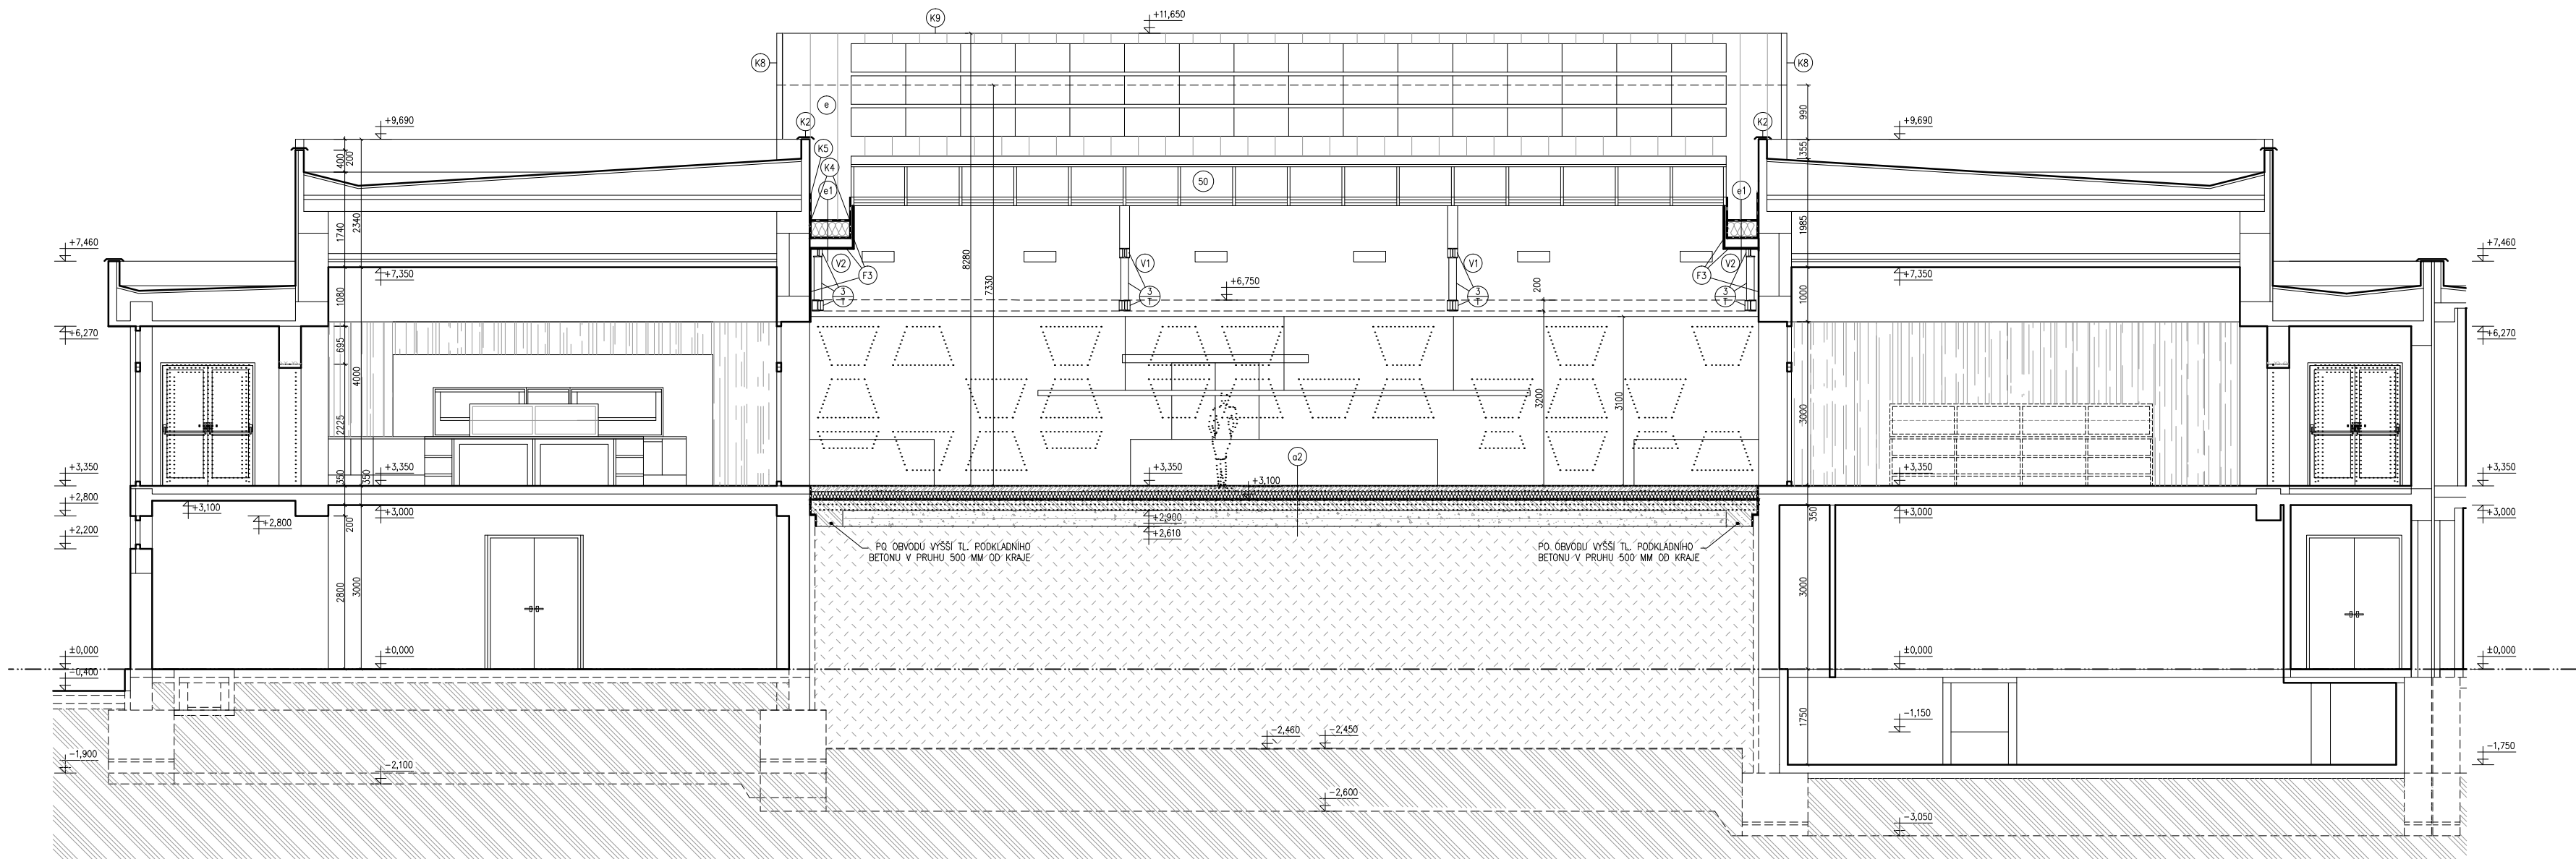 K9
+11,650
K8
K8
e
990
K2
K2
+9,690
+9,690
400
200
K5
K4
1355
8280
7330
50
e1
e1
1740
2340
1985
+7,460
+7,460
+7,350
V2
F3
V1
V1
V2
F3
+7,350
3
T
3
T
3
T
3
T
1080
+6,750
200
1000
+6,270
+6,270
695
4000
2225
3200
3100
3000
a2
+3,350
350
350
+3,350
+3,350
+3,350
+3,350
+3,100
+2,800
+3,100
+3,000
+2,900
350
+3,000
+3,000
+2,800
200
+2,610
+2,200
PO OBVODU VYŠŠÍ TL. PODKLADNÍHO
BETONU V PRUHU 500 MM OD KRAJE
PO OBVODU VYŠŠÍ TL. PODKLADNÍHO
BETONU V PRUHU 500 MM OD KRAJE
2800
3000
3000
±0,000
±0,000
±0,000
±0,000
-0,400
1750
-1,150
-2,460
-2,450
-1,900
-1,750
-2,100
-2,600
-3,050